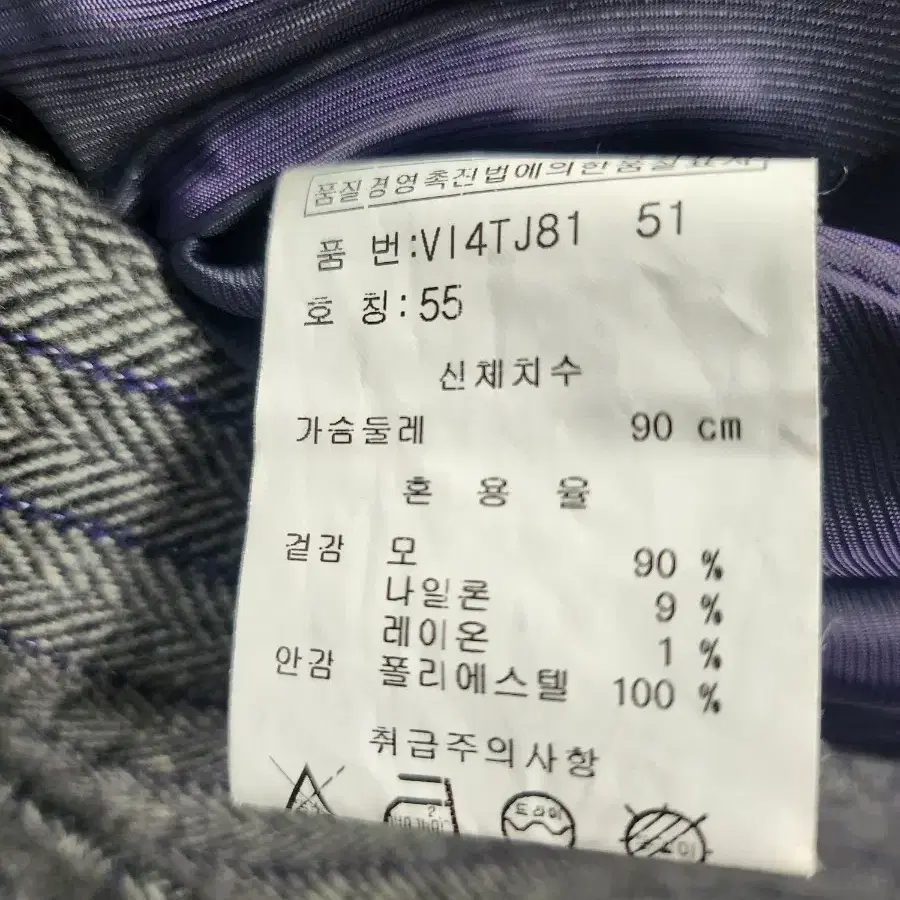 품질경영촉진법에의한품질표시
품 번:VI4TJ81 51
호 칭:55
신체치수
가슴둘레 90 cm
혼 용 율
겉감 모 90 %
나일론 9 %
레이온 1 %
안감 폴리에스텔 100 %
취급주의사항
드라이